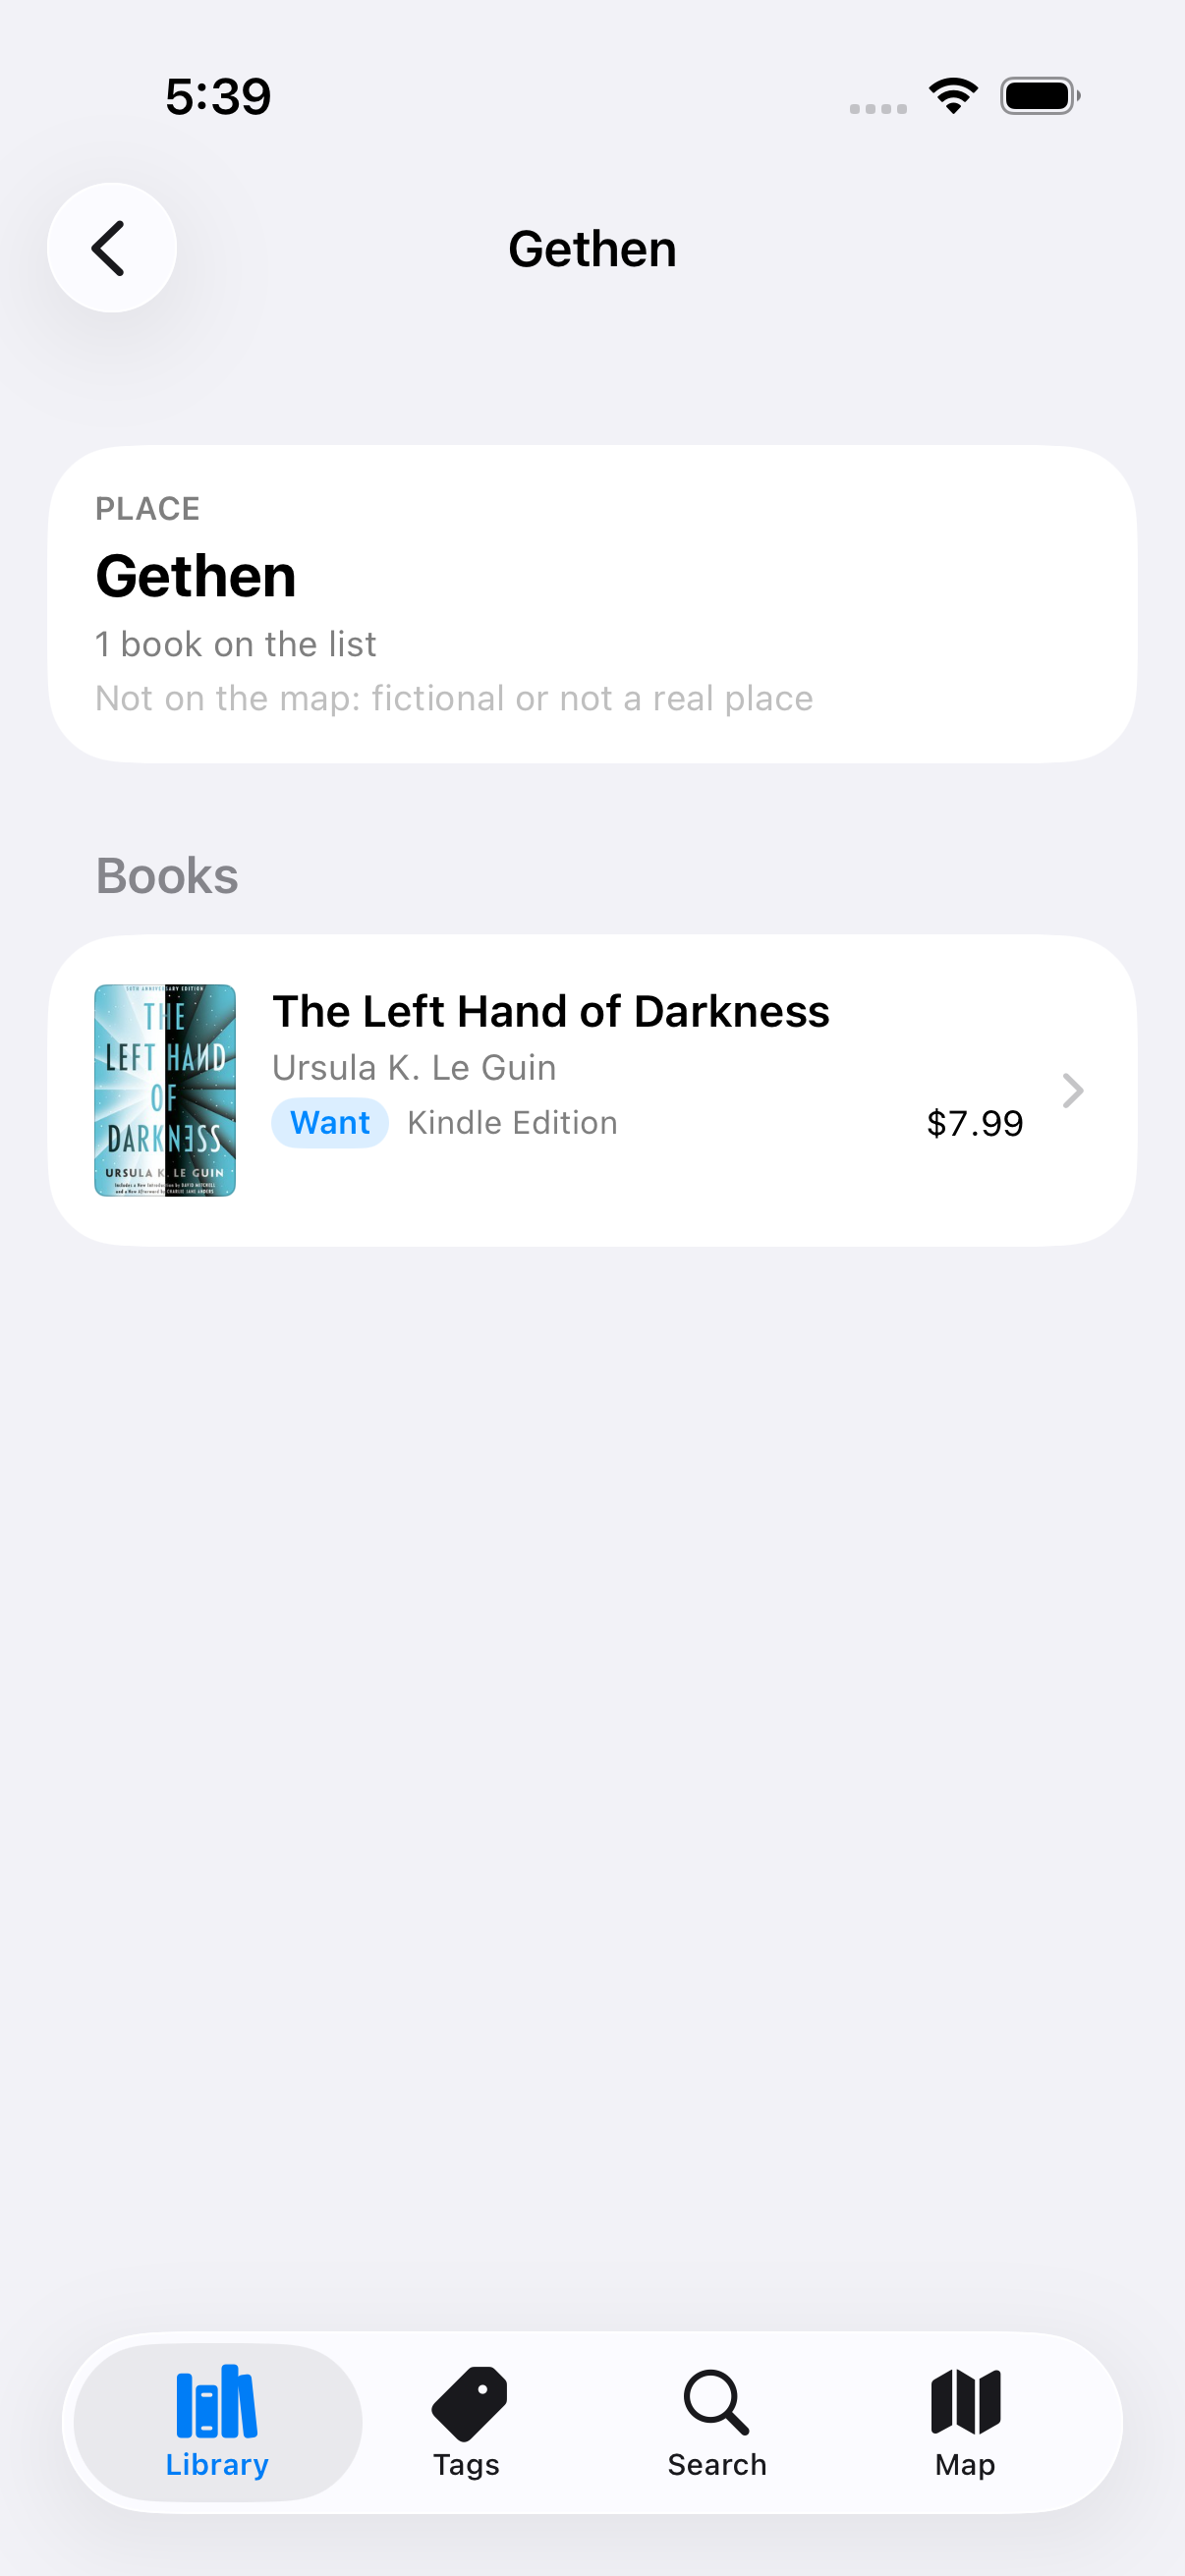 5:39
Gethen
PLACE
Gethen
1 book on the list
Not on the map: fictional or not a real place
Books
THE
LEFT HAND
OF
DARKNESS
URSULA K. LE GUIN
The Left Hand of Darkness
Ursula K. Le Guin
Want Kindle Edition $7.99
Library Tags Search Map